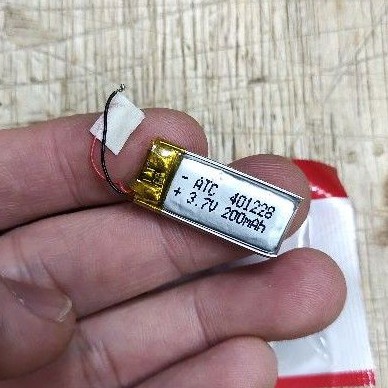 - ATC 401228
+ 3.7V 200mAh